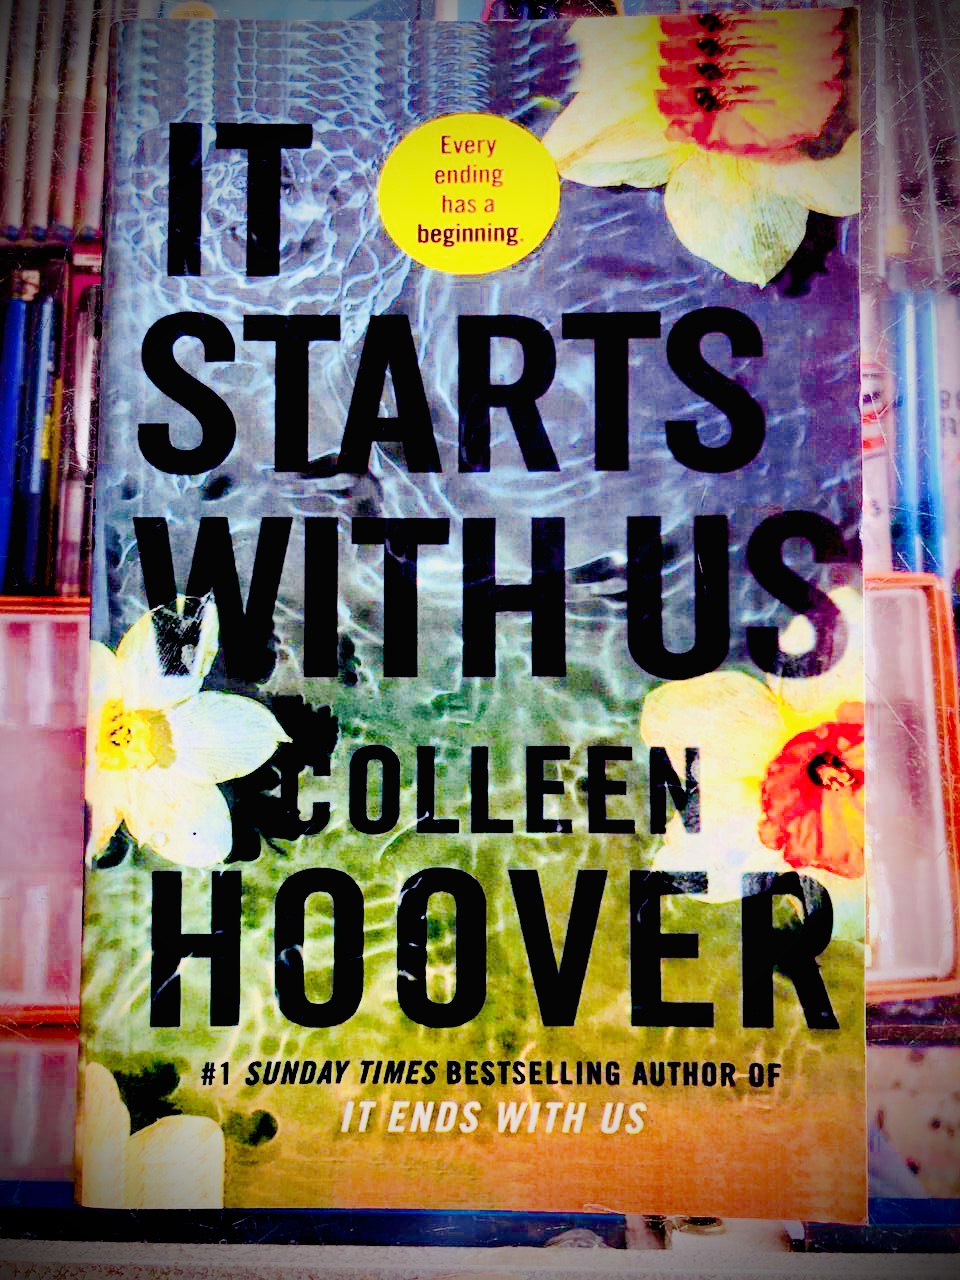 Every
ending
has a
beginning.
IT
STARTS
WITH US
COLLEEN
HOOVER
#1 SUNDAY TIMES BESTSELLING AUTHOR OF
IT ENDS WITH US